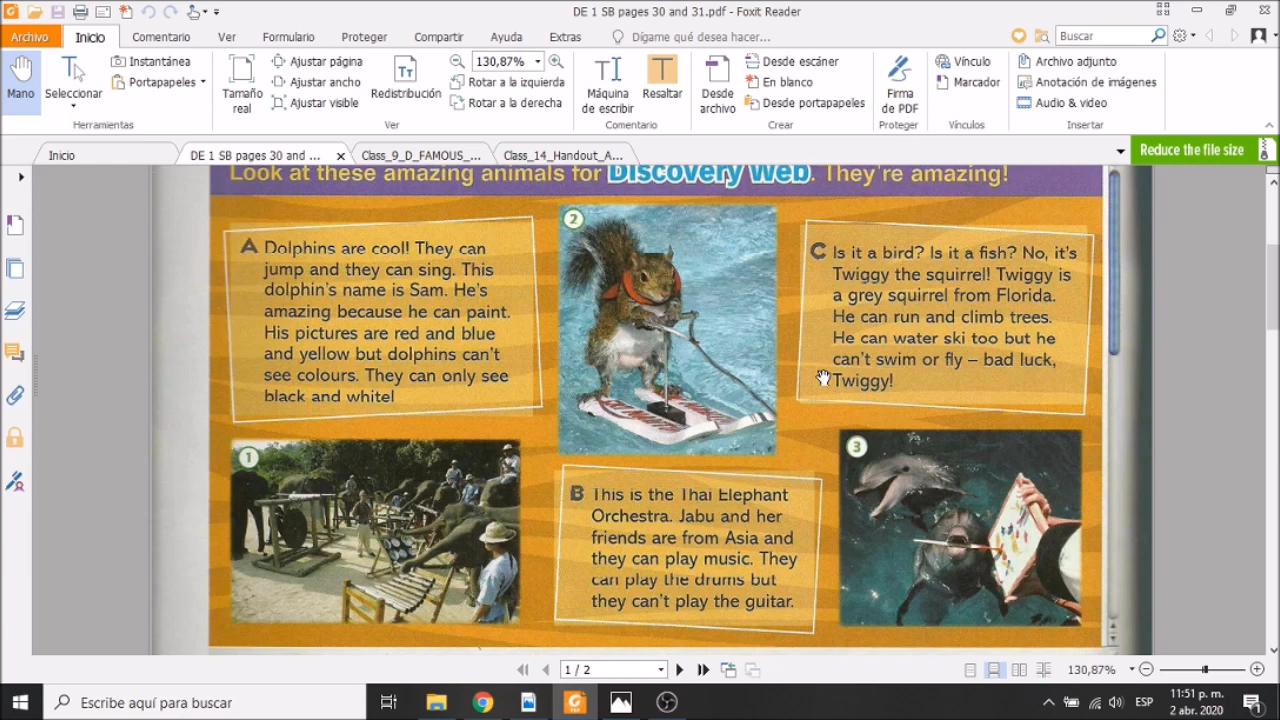 DE 1 SB pages 30 and 31.pdf - Foxit Reader
Archivo Inicio Comentario Ver Formulario Proteger Compartir Ayuda Extras Dígame qué desea hacer... Buscar
Mano
Seleccionar
Instantánea
Portapapeles
Herramientas
Tamaño real
Ajustar página
Ajustar ancho
Ajustar visible
Redistribución
130,87%
Rotar a la izquierda
Rotar a la derecha
Ver
Máquina de escribir
Resaltar
Comentario
Desde archivo
Desde escáner
En blanco
Desde portapapeles
Crear
Firma de PDF
Proteger
Vínculo
Marcador
Vínculos
Archivo adjunto
Anotación de imágenes
Audio & video
Insertar
Inicio
DE 1 SB pages 30 and ...
Class_9_D_FAMOUS_...
Class_14_Handout_A...
Reduce the file size
Look at these amazing animals for Discovery Web. They're amazing!
A Dolphins are cool! They can
jump and they can sing. This
dolphin's name is Sam. He's
amazing because he can paint.
His pictures are red and blue
and yellow but dolphins can't
see colours. They can only see
black and white!
2
C Is it a bird? Is it a fish? No, it's
Twiggy the squirrel! Twiggy is
a grey squirrel from Florida.
He can run and climb trees.
He can water ski too but he
can't swim or fly – bad luck,
Twiggy!
1
B This is the Thai Elephant
Orchestra. Jabu and her
friends are from Asia and
they can play music. They
can play the drums but
they can't play the guitar.
3
1 / 2
130,87%
Escribe aquí para buscar
ESP
11:51 p. m.
2 abr. 2020
1